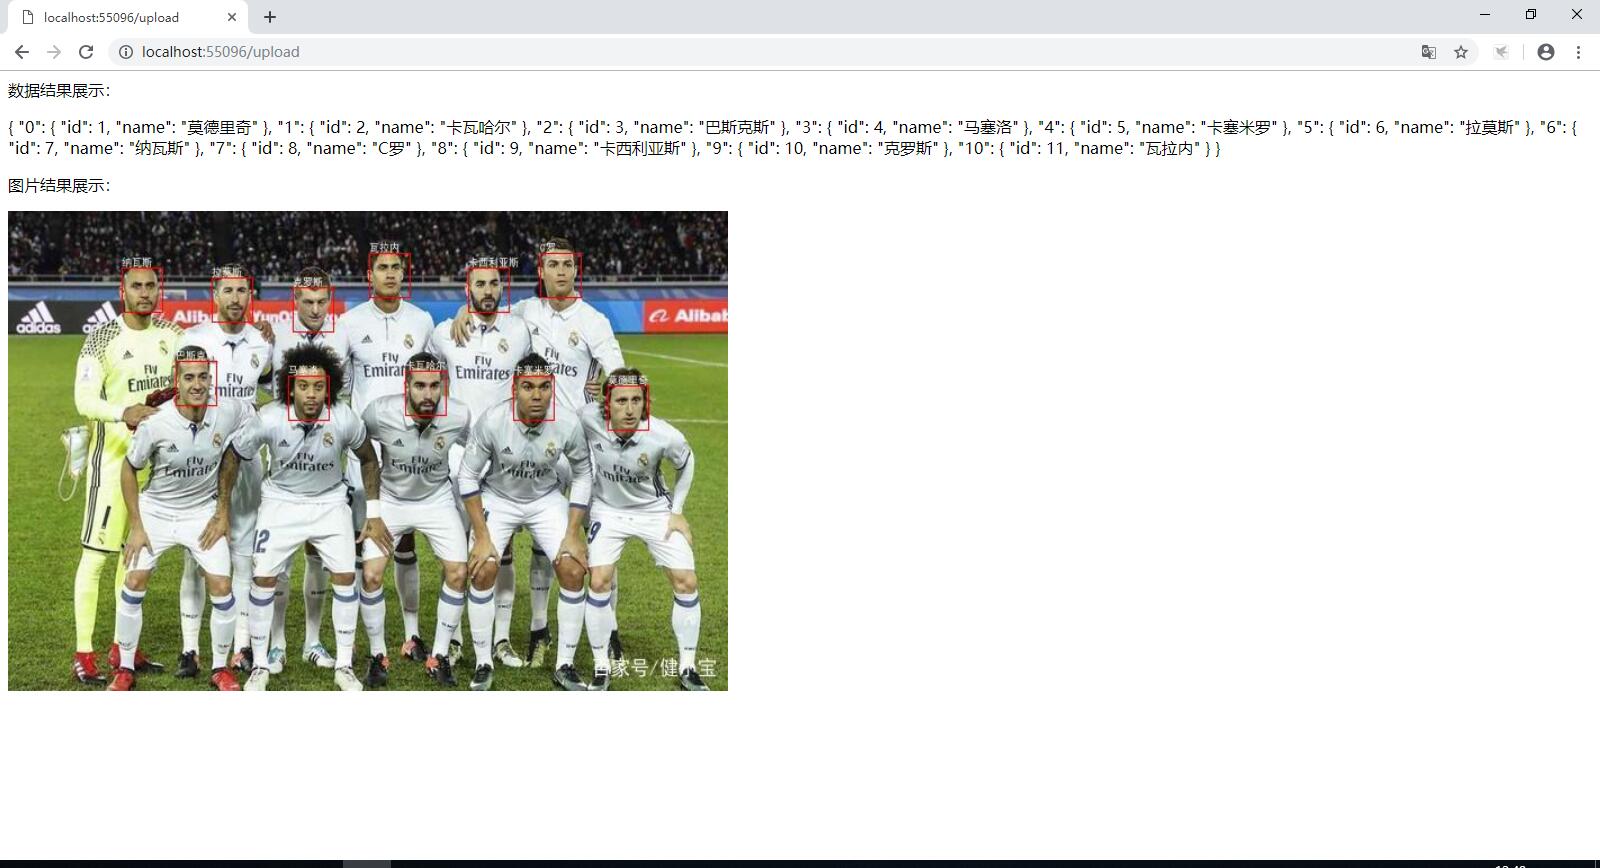 localhost:55096/upload
localhost:55096/upload
数据结果展示：
{ "0": { "id": 1, "name": "莫德里奇" }, "1": { "id": 2, "name": "卡瓦哈尔" }, "2": { "id": 3, "name": "巴斯克斯" }, "3": { "id": 4, "name": "马塞洛" }, "4": { "id": 5, "name": "卡塞米罗" }, "5": { "id": 6, "name": "拉莫斯" }, "6": {
"id": 7, "name": "纳瓦斯" }, "7": { "id": 8, "name": "C罗" }, "8": { "id": 9, "name": "卡西利亚斯" }, "9": { "id": 10, "name": "克罗斯" }, "10": { "id": 11, "name": "瓦拉内" } }
图片结果展示：
瓦拉内
C罗
纳瓦斯
卡西利亚斯
拉莫斯
克罗斯
adidas
Alib
YunOS
Alibab
Fly
Emirates
Fly
Emirat
Fly
Emirates
Fly
巴斯克
马塞洛
卡瓦哈尔
卡塞米罗
莫德里奇
Fly
Emirates
Fly
Emirates
Fly
Emirates
Fly
Emirates
Fly
Emirates
1
12
9
百家号/健小宝